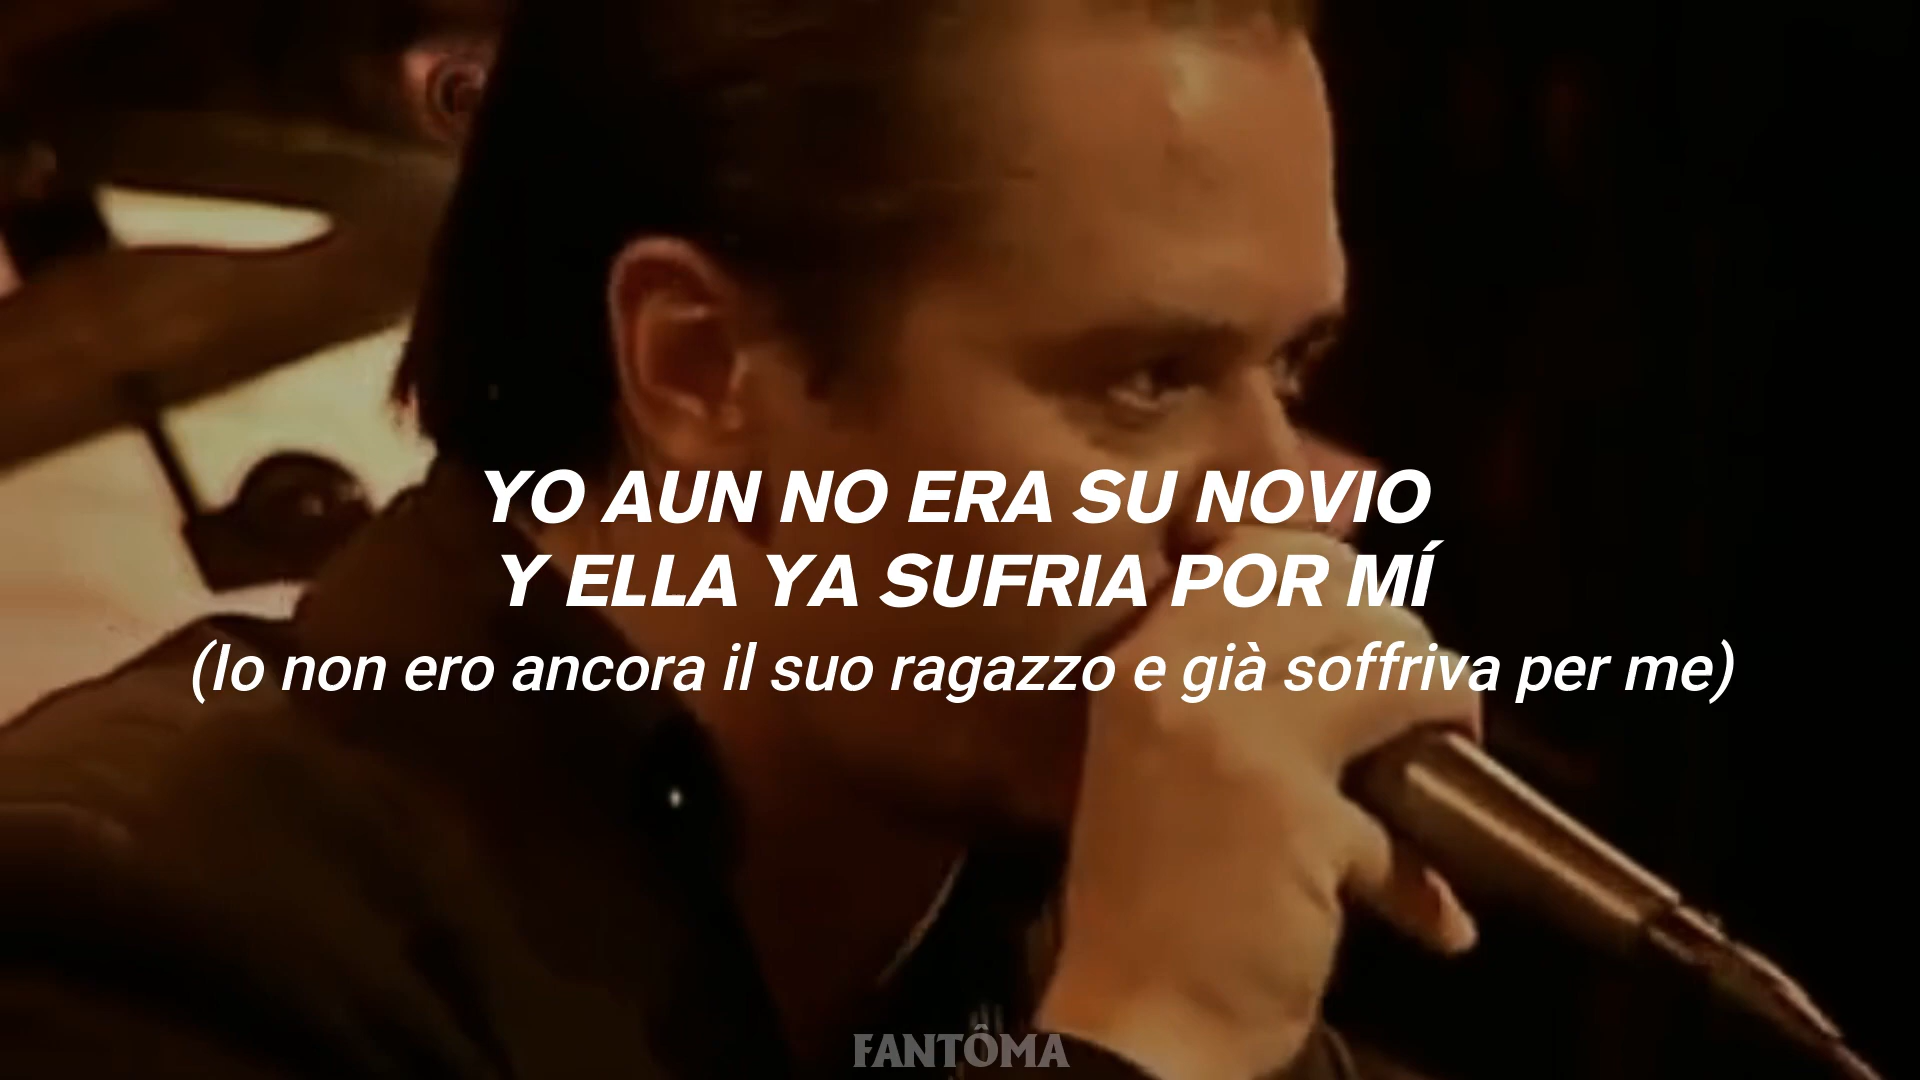 YO AUN NO ERA SU NOVIO
Y ELLA YA SUFRIA POR MÍ
(Io non ero ancora il suo ragazzo e già soffriva per me)
FANTÔMA